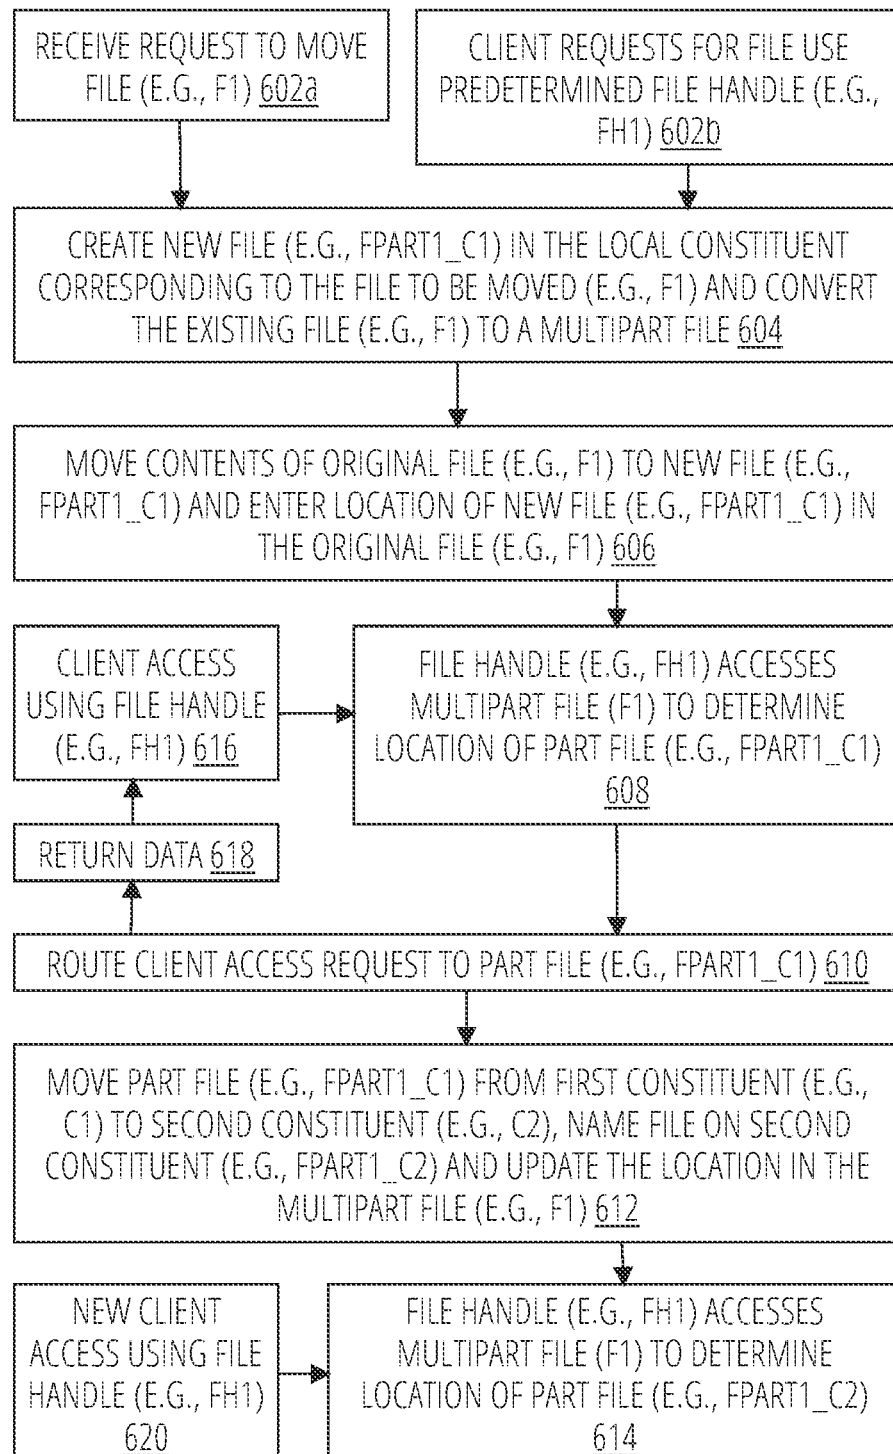 RECEIVE REQUEST TO MOVE
FILE (E.G., F1) 602a
CLIENT REQUESTS FOR FILE USE
PREDETERMINED FILE HANDLE (E.G.,
FH1) 602b
CREATE NEW FILE (E.G., FPART1_C1) IN THE LOCAL CONSTITUENT
CORRESPONDING TO THE FILE TO BE MOVED (E.G., F1) AND CONVERT
THE EXISTING FILE (E.G., F1) TO A MULTIPART FILE 604
MOVE CONTENTS OF ORIGINAL FILE (E.G., F1) TO NEW FILE (E.G.,
FPART1_C1) AND ENTER LOCATION OF NEW FILE (E.G., FPART1_C1) IN
THE ORIGINAL FILE (E.G., F1) 606
CLIENT ACCESS
USING FILE HANDLE
(E.G., FH1) 616
FILE HANDLE (E.G., FH1) ACCESSES
MULTIPART FILE (F1) TO DETERMINE
LOCATION OF PART FILE (E.G., FPART1_C1)
608
RETURN DATA 618
ROUTE CLIENT ACCESS REQUEST TO PART FILE (E.G., FPART1_C1) 610
MOVE PART FILE (E.G., FPART1_C1) FROM FIRST CONSTITUENT (E.G.,
C1) TO SECOND CONSTITUENT (E.G., C2), NAME FILE ON SECOND
CONSTITUENT (E.G., FPART1_C2) AND UPDATE THE LOCATION IN THE
MULTIPART FILE (E.G., F1) 612
NEW CLIENT
ACCESS USING FILE
HANDLE (E.G., FH1)
620
FILE HANDLE (E.G., FH1) ACCESSES
MULTIPART FILE (F1) TO DETERMINE
LOCATION OF PART FILE (E.G., FPART1_C2)
614